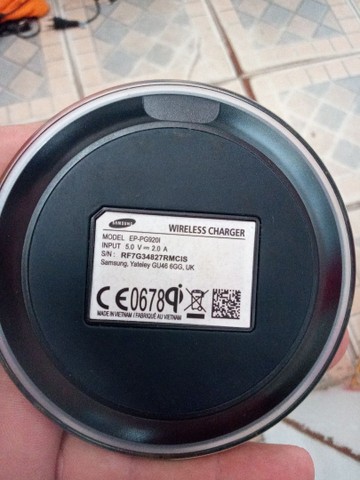 SAMSUNG
WIRELESS CHARGER
MODEL EP-PG920I
INPUT 5.0 V⎓2.0 A
S/N : RF7G34827RMCIS
Samsung, Yateley GU46 6GG, UK
CE0678 qi
MADE IN VIETNAM / FABRIQUÉ AU VIETNAM